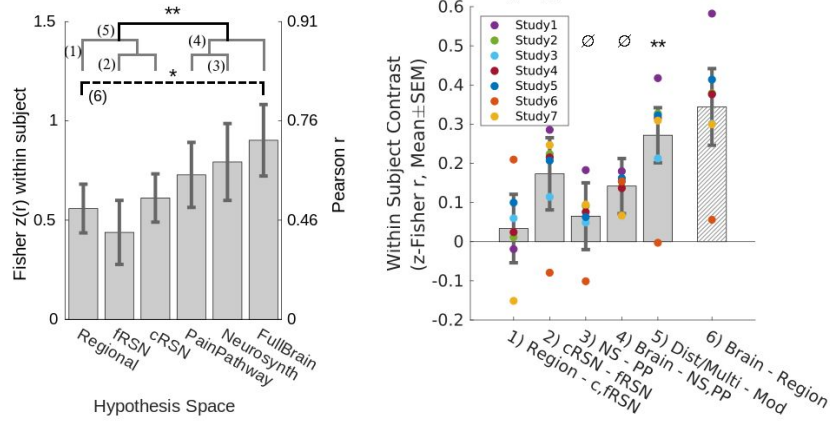 1.5
1
0.5
0
Fisher z(r) within subject
**
(5)
(1)
(4)
(2)
(3)
*
(6)
0.91
0.76
0.46
0
Pearson r
Regional
fRSN
cRSN
PainPathway
Neurosynth
FullBrain
Hypothesis Space
Within Subject Contrast
(z-Fisher r, Mean±SEM)
0.6
0.5
0.4
0.3
0.2
0.1
0
-0.1
-0.2
Study1
Study2
Study3
Study4
Study5
Study6
Study7
∅ ∅ **
1) Region - c,fRSN
2) cRSN - fRSN
3) NS - PP
4) Brain - NS,PP
5) Dist/Multi - Mod
6) Brain - Region